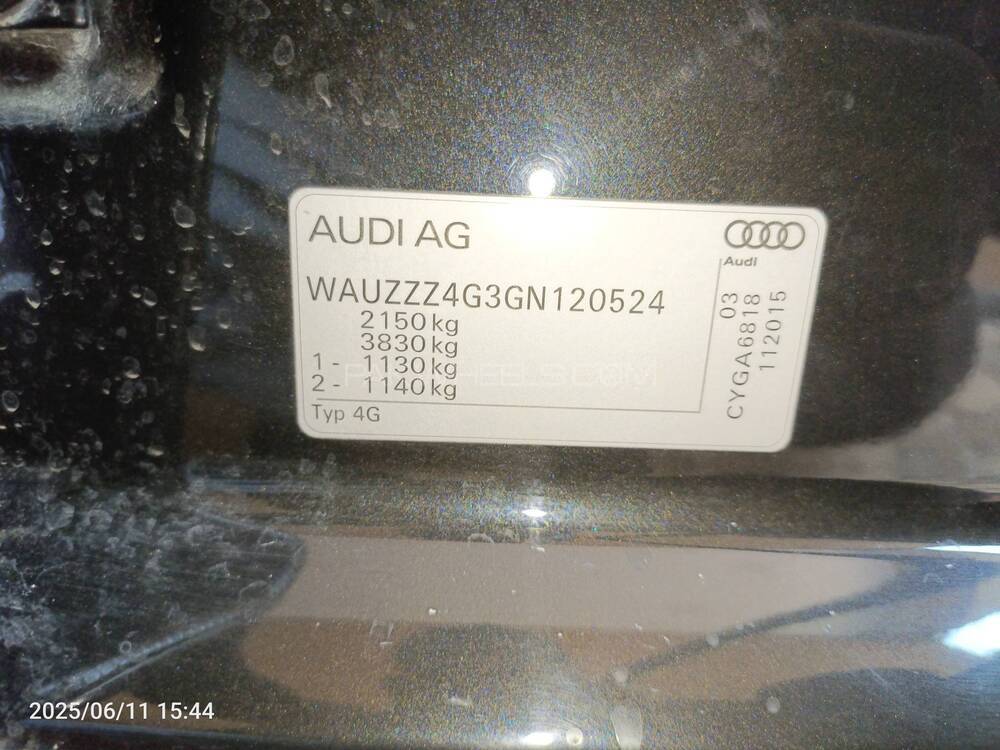 AUDI AG
Audi
WAUZZZ4G3GN120524
2150 kg
3830 kg
1 - 1130 kg
2 - 1140 kg
Typ 4G
03
CYGA6818
112015
2025/06/11 15:44